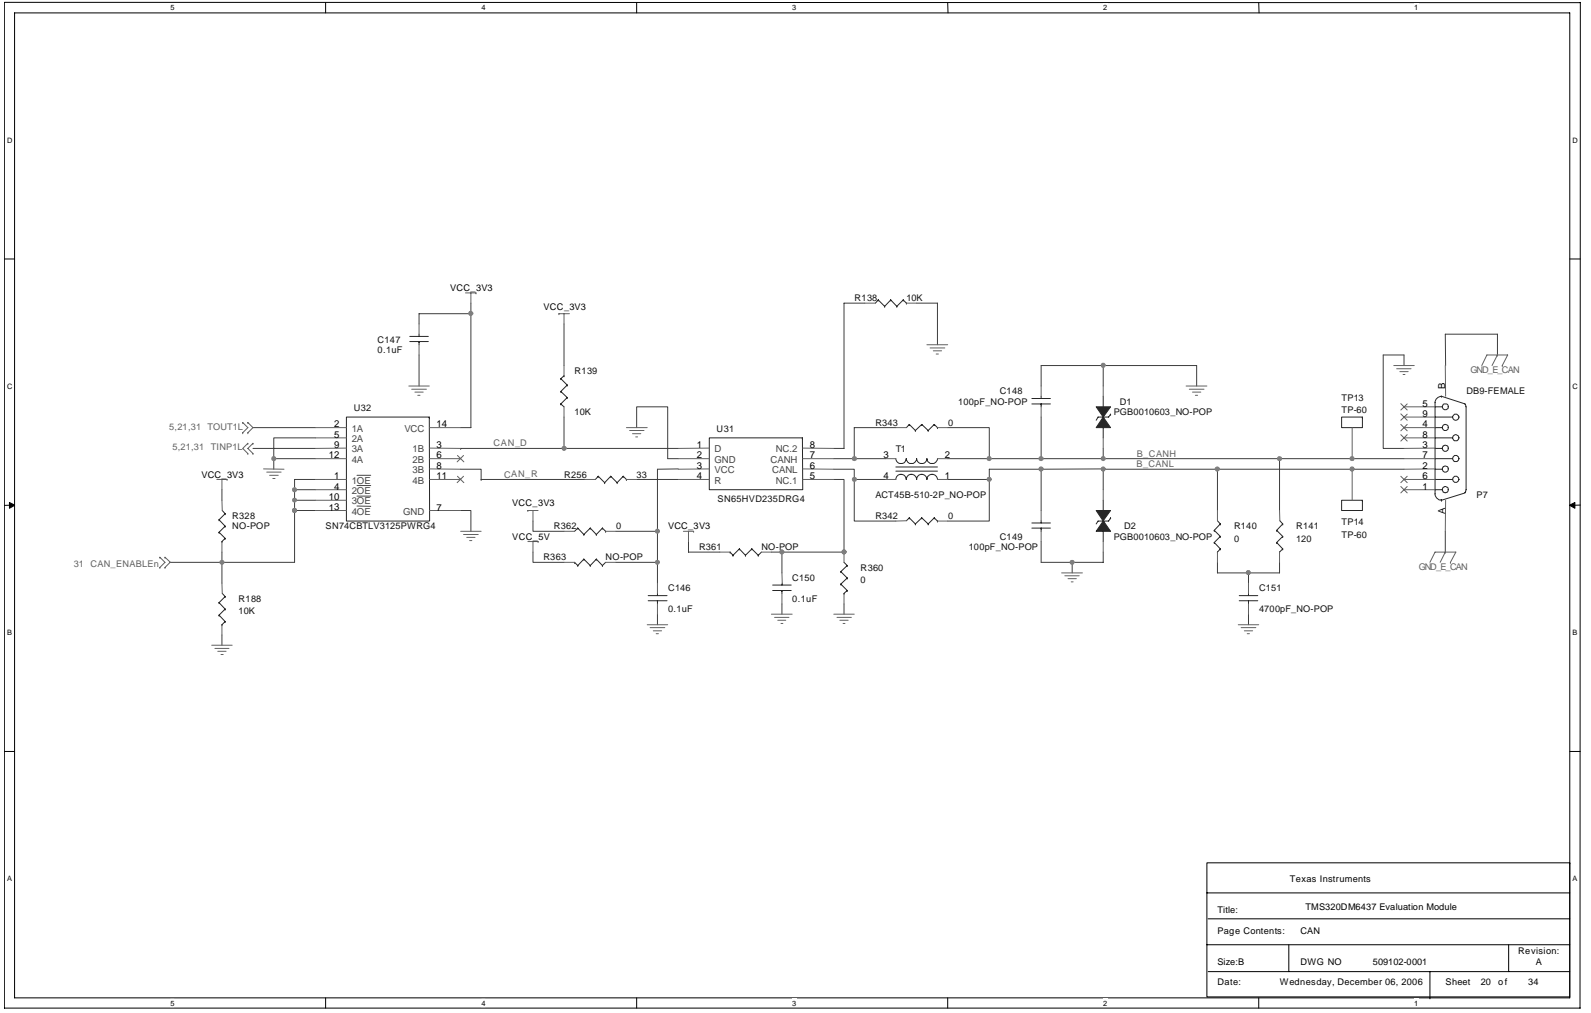 5 4 3 2 1
D D
C C
B B
A A
VCC_3V3
C147
0.1uF
VCC_3V3
R139
10K
R138 10K
U32
5,21,31 TOUT1L
5,21,31 TINP1L
2 1A VCC 14
5 2A
9 3A 1B 3
12 4A 2B 6
3B 8
1 1OE 4B 11
4 2OE
10 3OE
13 4OE GND 7
SN74CBTLV3125PWRG4
CAN_D
CAN_R
R256 33
VCC_3V3
R328
NO-POP
31 CAN_ENABLEn
R188
10K
U31
1 D NC.2 8
2 GND CANH 7
3 VCC CANL 6
4 R NC.1 5
SN65HVD235DRG4
VCC_3V3
R362 0
VCC_5V
R363 NO-POP
C146
0.1uF
VCC_3V3
R361 NO-POP
C150
0.1uF
R360
0
R343 0
3 T1 2
4 1
ACT45B-510-2P_NO-POP
R342 0
C148
100pF_NO-POP
D1
PGB0010603_NO-POP
C149
100pF_NO-POP
D2
PGB0010603_NO-POP
B_CANH
B_CANL
R140
0
R141
120
C151
4700pF_NO-POP
TP13
TP-60
TP14
TP-60
GND_E_CAN
DB9-FEMALE
B
5
9
4
8
3
7
2
6
1
A
P7
GND_E_CAN
Texas Instruments
Title: TMS320DM6437 Evaluation Module
Page Contents: CAN
Size:B DWG NO 509102-0001 Revision: A
Date: Wednesday, December 06, 2006 Sheet 20 of 34
5 4 3 2 1